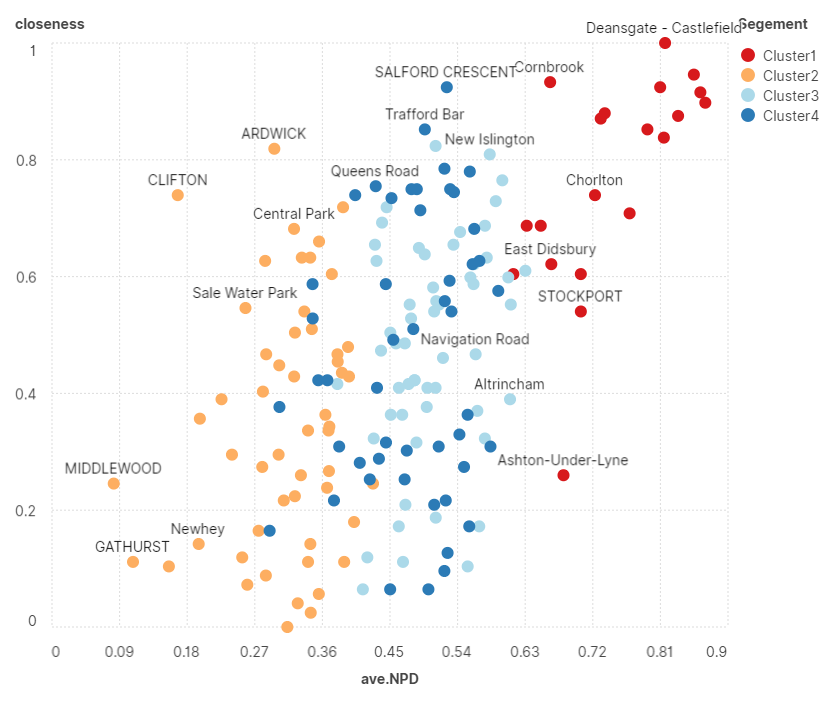 closeness
Deansgate - Castlefield
Segement
1
Cluster1
Cluster2
Cluster3
Cluster4
SALFORD CRESCENT
Cornbrook
Trafford Bar
ARDWICK
New Islington
0.8
CLIFTON
Queens Road
Chorlton
Central Park
East Didsbury
0.6
Sale Water Park
STOCKPORT
Navigation Road
0.4
Altrincham
MIDDLEWOOD
Ashton-Under-Lyne
0.2
Newhey
GATHURST
0
0 0.09 0.18 0.27 0.36 0.45 0.54 0.63 0.72 0.81 0.9
ave.NPD